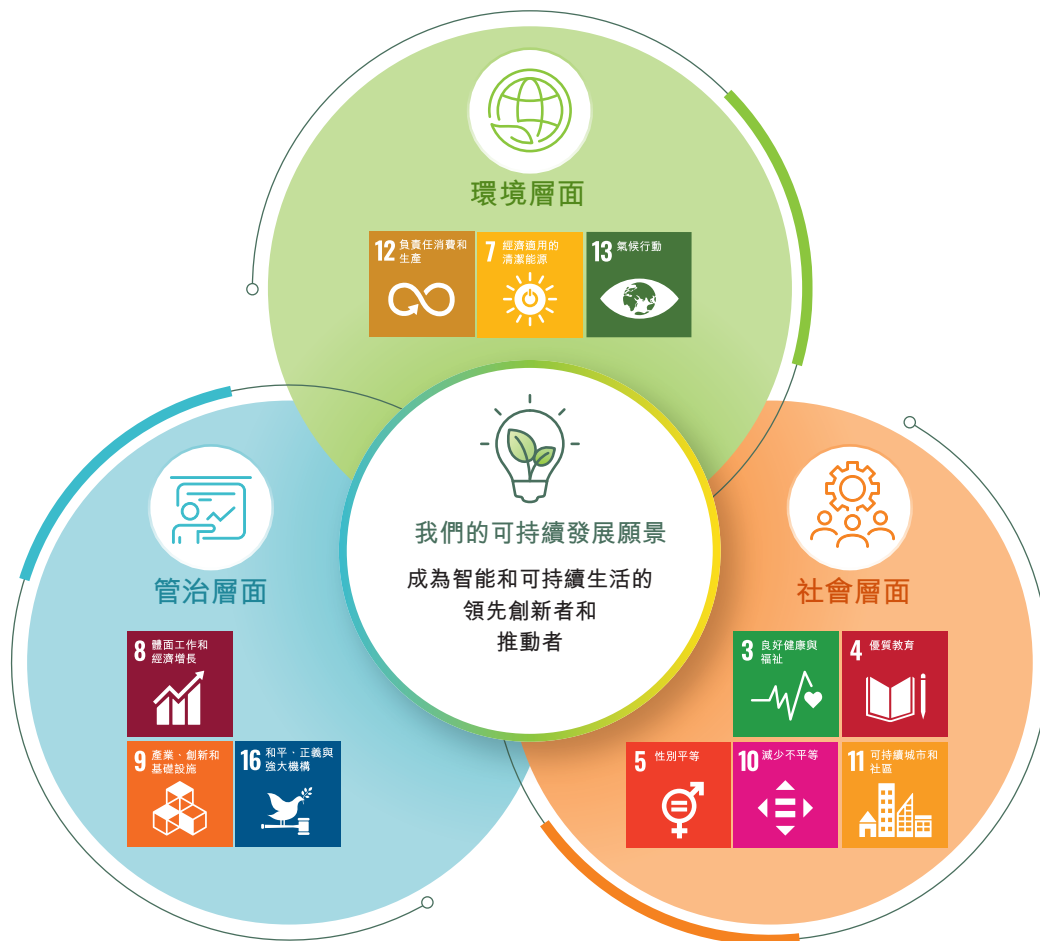 環境層面
12 負責任消費和
生產
7 經濟適用的
清潔能源
13 氣候行動
我們的可持續發展願景
成為智能和可持續生活的
領先創新者和
推動者
管治層面
8 體面工作和
經濟增長
9 產業、創新和
基礎設施
16 和平、正義與
強大機構
社會層面
3 良好健康與
福祉
4 優質教育
5 性別平等
10 減少不平等
11 可持續城市和
社區